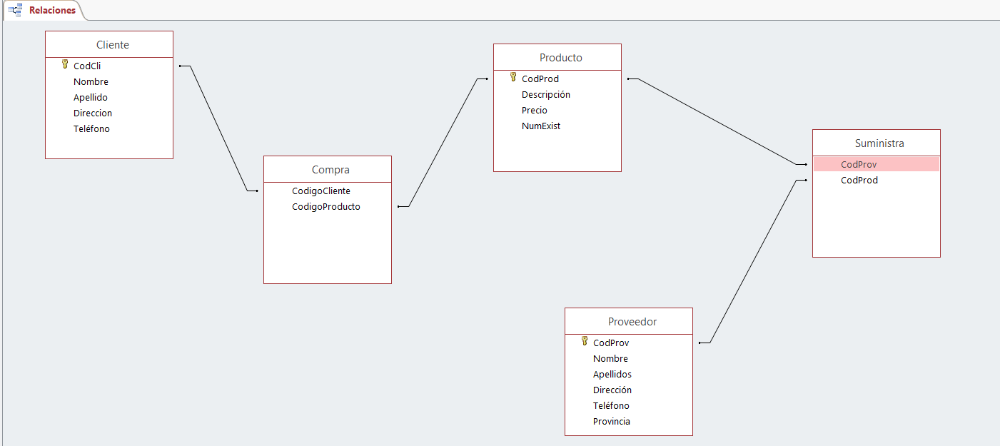 Relaciones
Cliente
CodCli
Nombre
Apellido
Direccion
Teléfono
Compra
CodigoCliente
CodigoProducto
Producto
CodProd
Descripción
Precio
NumExist
Suministra
CodProv
CodProd
Proveedor
CodProv
Nombre
Apellidos
Dirección
Teléfono
Provincia